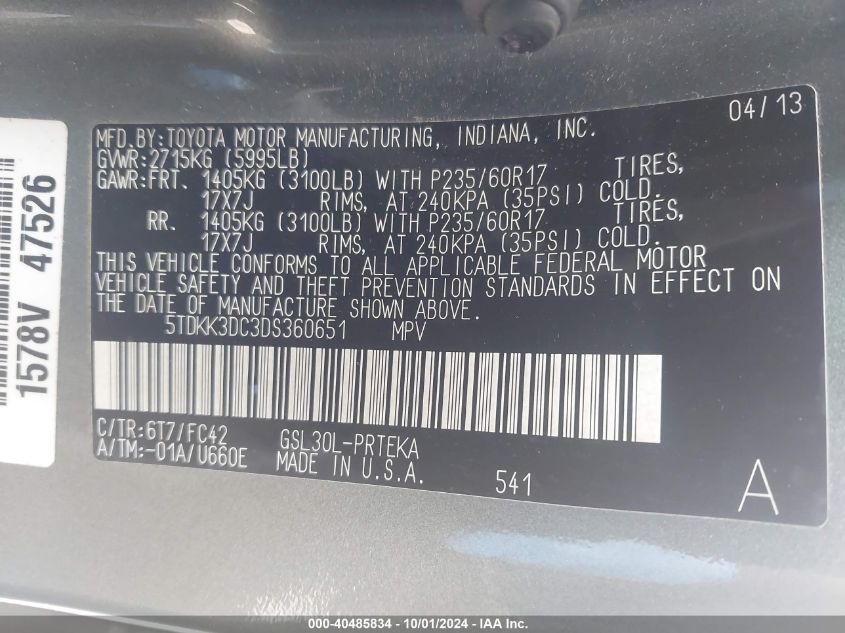 04/13
MFD.BY:TOYOTA MOTOR MANUFACTURING, INDIANA, INC.
GVWR:2715KG (5995LB)
GAWR:FRT. 1405KG (3100LB) WITH P235/60R17 TIRES,
17X7J RIMS, AT 240KPA (35PSI) COLD.
RR. 1405KG (3100LB) WITH P235/60R17 TIRES,
17X7J RIMS, AT 240KPA (35PSI) COLD.
THIS VEHICLE CONFORMS TO ALL APPLICABLE FEDERAL MOTOR
VEHICLE SAFETY AND THEFT PREVENTION STANDARDS IN EFFECT ON
THE DATE OF MANUFACTURE SHOWN ABOVE.
5TDKK3DC3DS360651 MPV
C/TR:6T7/FC42 GSL30L-PRTEKA
A/TM:-01A/U660E MADE IN U.S.A. 541
A
1578V 47526
000-40485834 - 10/01/2024 - Copyright IAA, Inc.